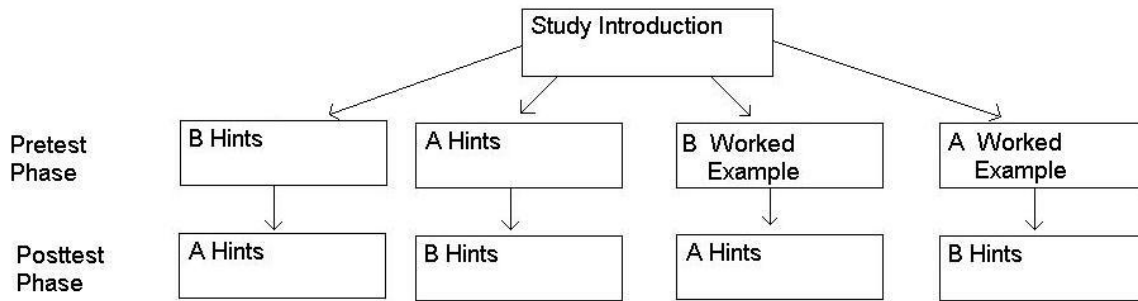 Study Introduction
Pretest
Phase
B Hints
A Hints
B Worked
Example
A Worked
Example
Posttest
Phase
A Hints
B Hints
A Hints
B Hints